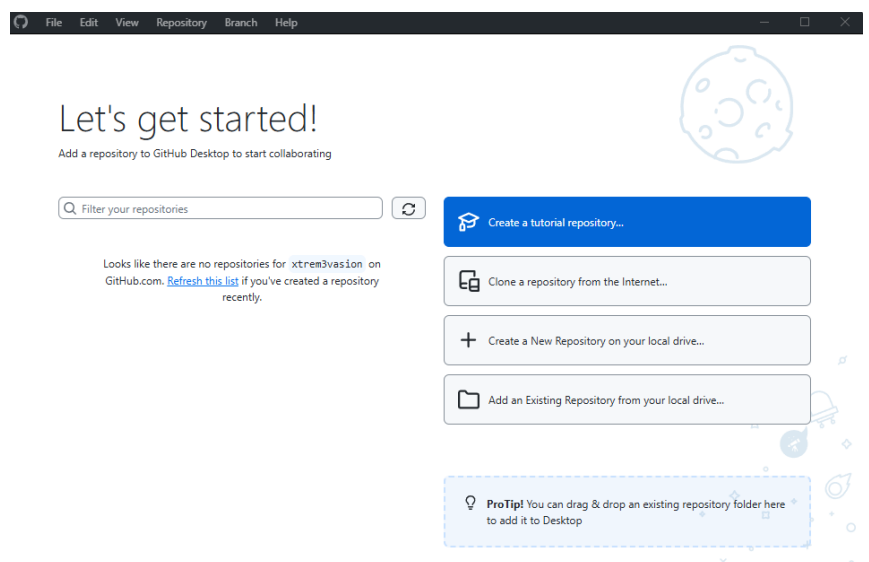 File Edit View Repository Branch Help
Let's get started!
Add a repository to GitHub Desktop to start collaborating
Filter your repositories
Looks like there are no repositories for xtrem3vasion on
GitHub.com. Refresh this list if you've created a repository
recently.
Create a tutorial repository...
Clone a repository from the Internet...
Create a New Repository on your local drive...
Add an Existing Repository from your local drive...
ProTip! You can drag & drop an existing repository folder here
to add it to Desktop